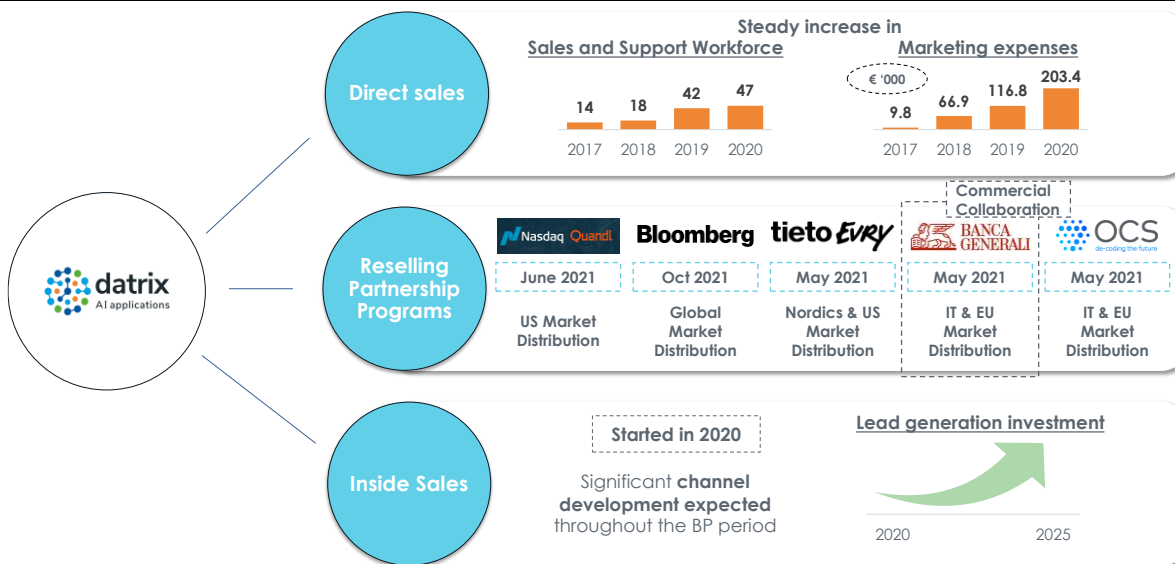 Steady increase in
Sales and Support Workforce
Marketing expenses
Direct sales
€ '000
14
18
42
47
2017
2018
2019
2020
9.8
66.9
116.8
203.4
2017
2018
2019
2020
datrix
AI applications
Reselling
Partnership
Programs
Commercial
Collaboration
Nasdaq Quandl
Bloomberg
tieto EVRY
BANCA
GENERALI
OCS
de-coding the future
June 2021
Oct 2021
May 2021
May 2021
May 2021
US Market
Distribution
Global
Market
Distribution
Nordics & US
Market
Distribution
IT & EU
Market
Distribution
IT & EU
Market
Distribution
Inside Sales
Started in 2020
Significant channel
development expected
throughout the BP period
Lead generation investment
2020
2025